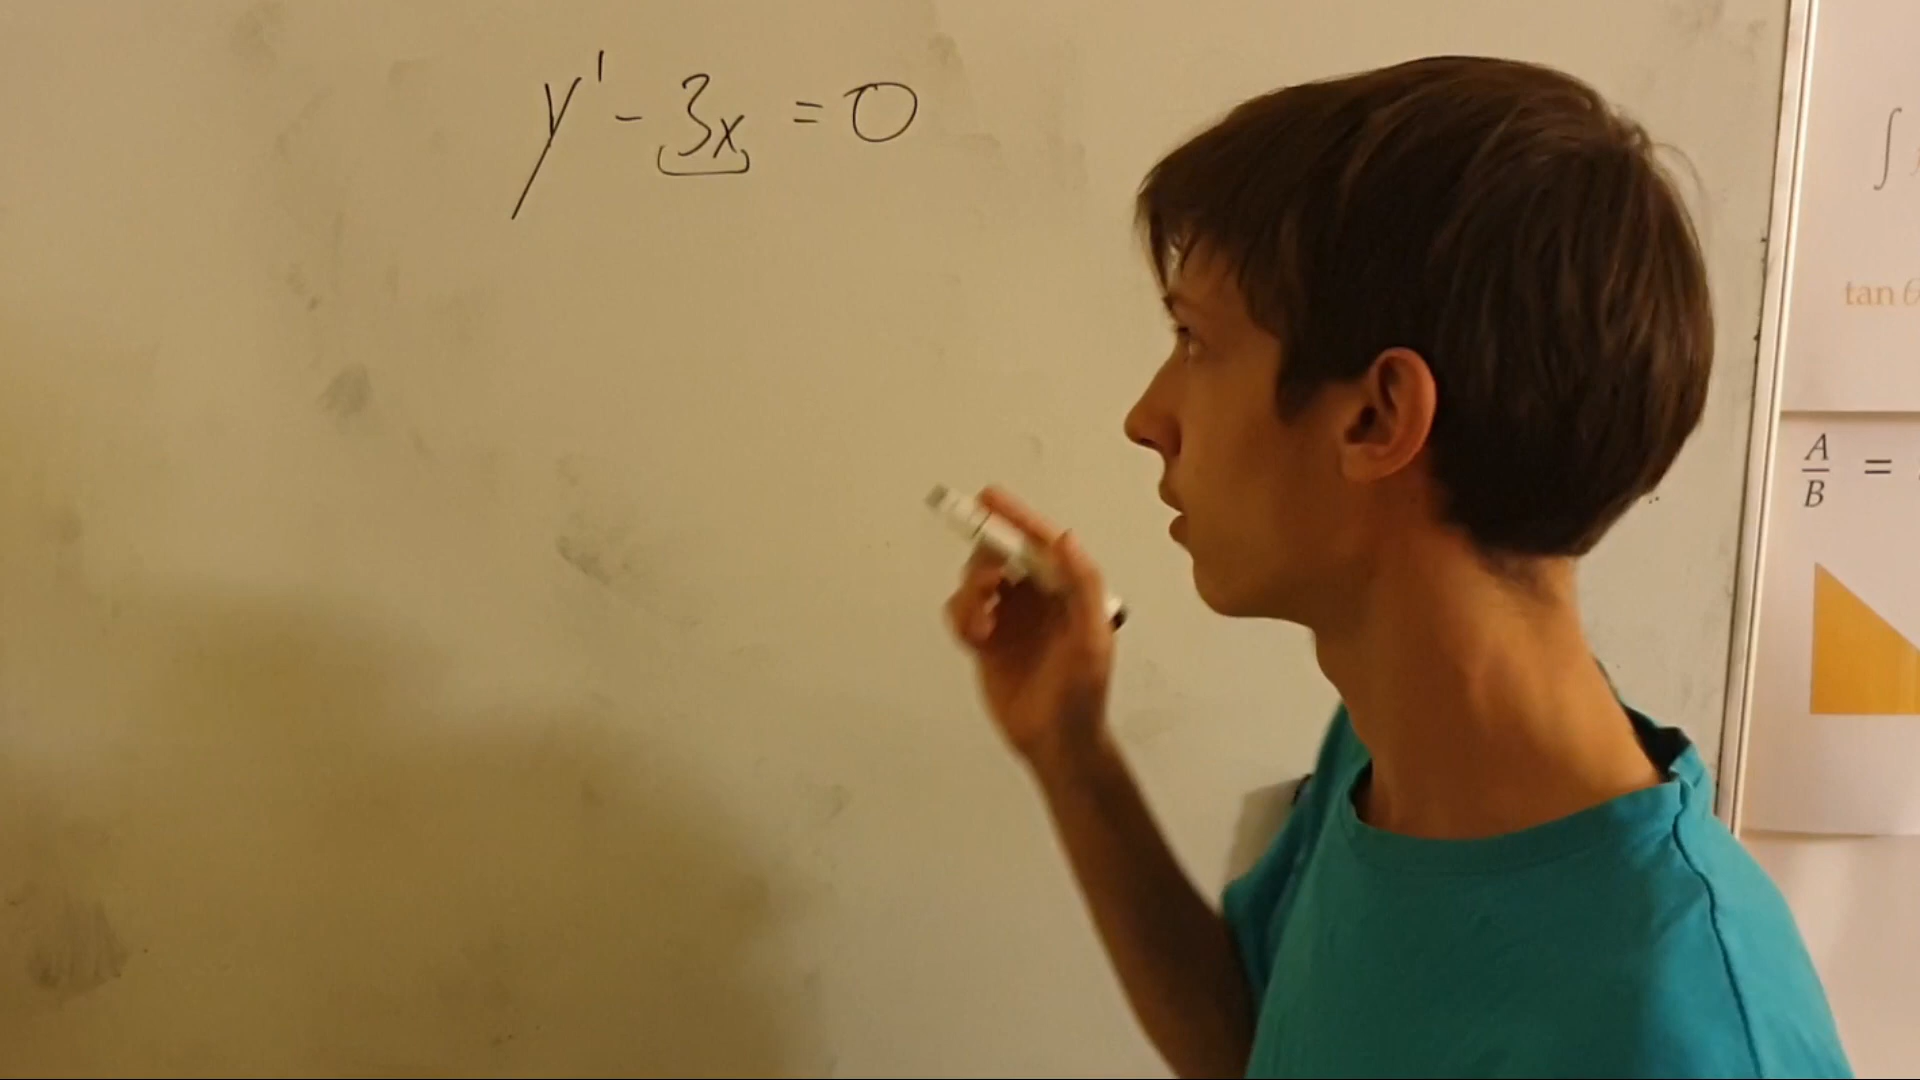 y' - 3x = 0
∫
tan θ
A/B =